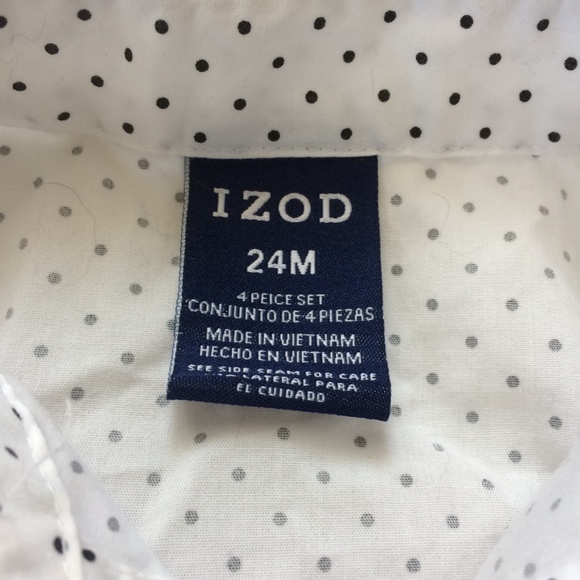 IZOD
24M
4 PEICE SET
CONJUNTO DE 4 PIEZAS
MADE IN VIETNAM
HECHO EN VIETNAM
SEE SIDE SEAM FOR CARE
LATERAL PARA
EL CUIDADO